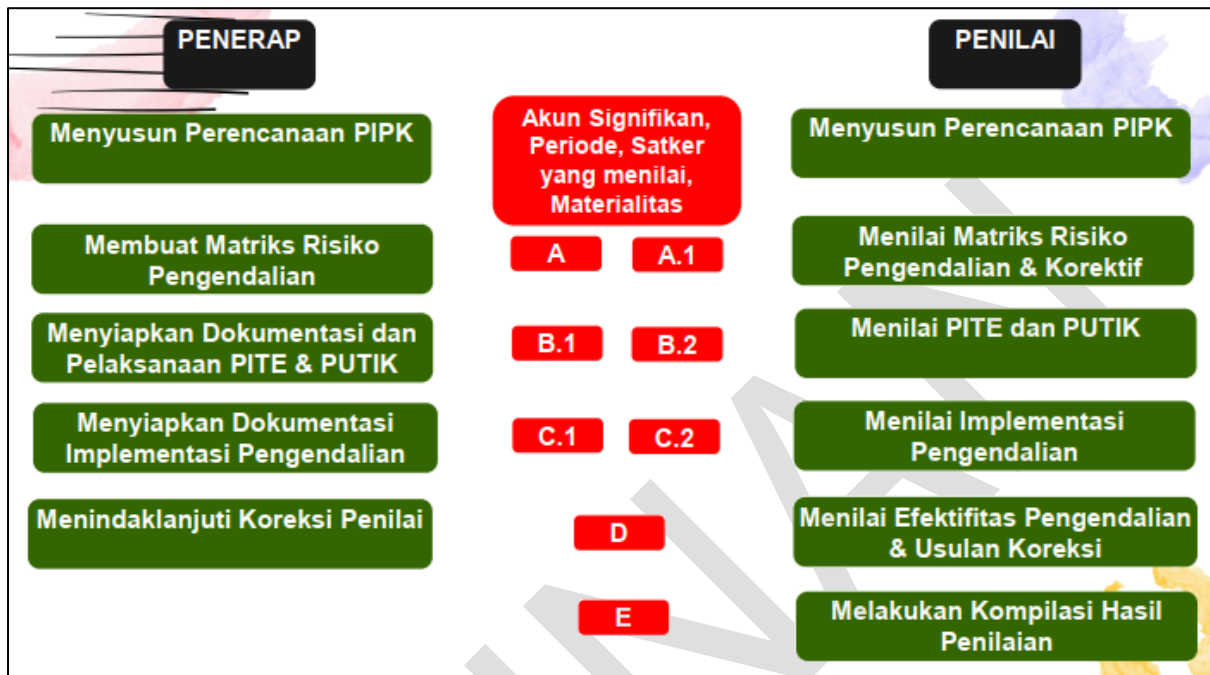 PENERAP
PENILAI
Menyusun Perencanaan PIPK
Akun Signifikan,
Periode, Satker
yang menilai,
Materialitas
Menyusun Perencanaan PIPK
Membuat Matriks Risiko
Pengendalian
A
A.1
Menilai Matriks Risiko
Pengendalian & Korektif
Menyiapkan Dokumentasi dan
Pelaksanaan PITE & PUTIK
B.1
B.2
Menilai PITE dan PUTIK
Menyiapkan Dokumentasi
Implementasi Pengendalian
C.1
C.2
Menilai Implementasi
Pengendalian
Menindaklanjuti Koreksi Penilai
D
Menilai Efektifitas Pengendalian
& Usulan Koreksi
E
Melakukan Kompilasi Hasil
Penilaian